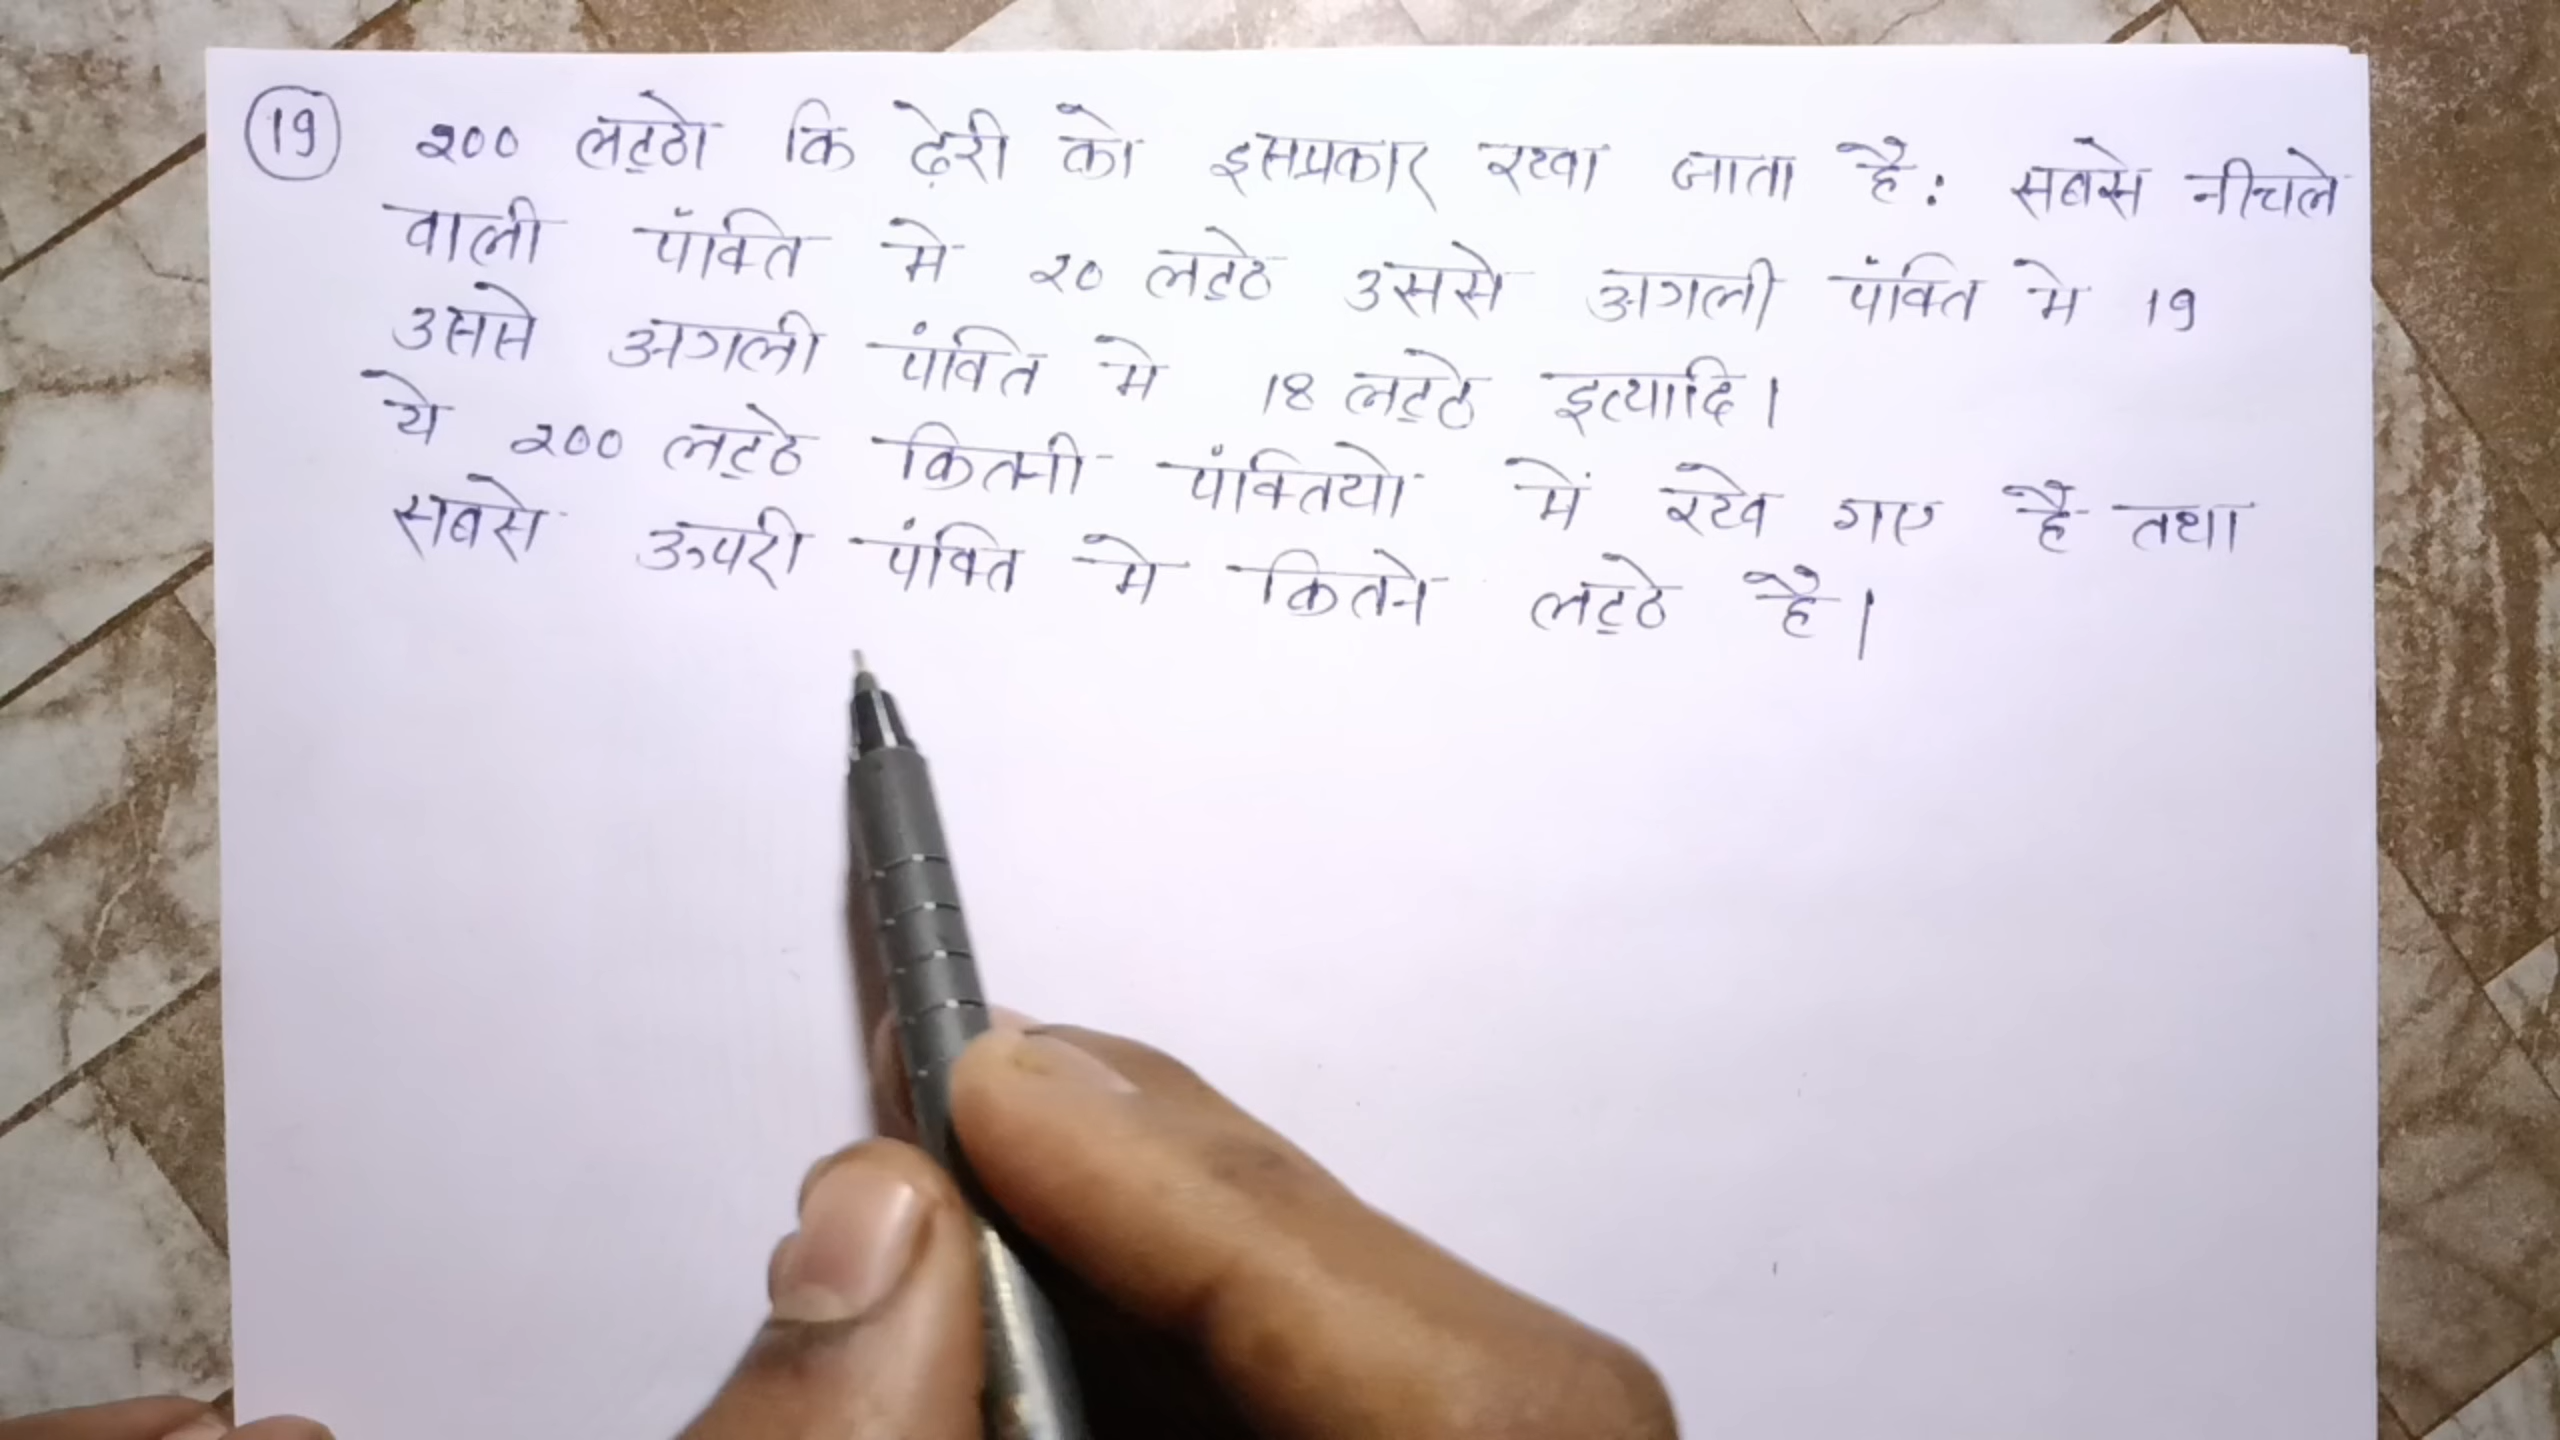 19 200 लट्ठो कि ढ़ेरी को इसप्रकार रखा जाता है: सबसे नीचले
वाली पंक्ति मे 20 लट्ठे उससे अगली पंक्ति मे 19
उससे अगली पंक्ति मे 18 लट्ठे इत्यादि।
ये 200 लट्ठे कितनी पंक्तियो में रखे गए है तथा
सबसे ऊपरी पंक्ति मे कितने लट्ठे है।